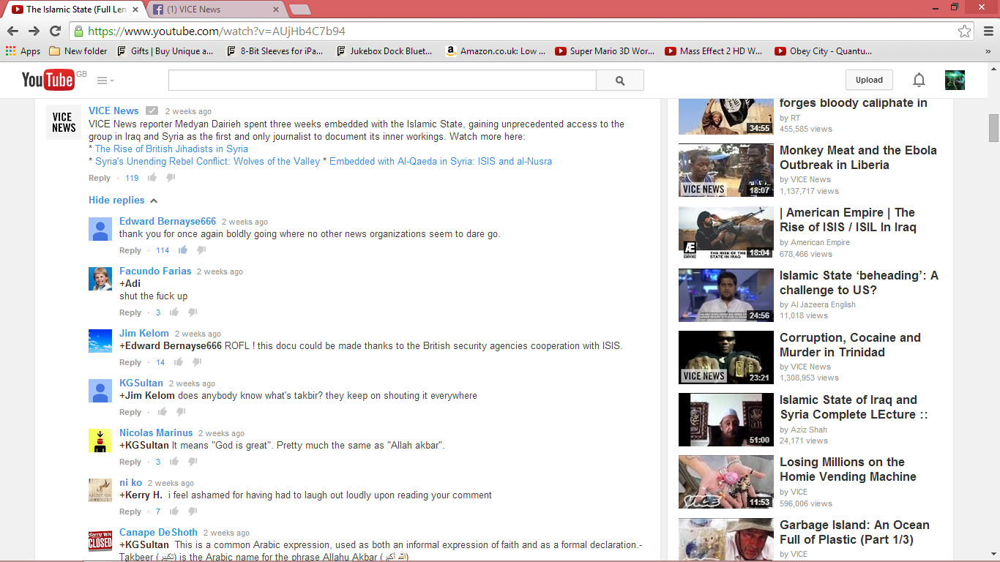 The Islamic State (Full Len
(1) VICE News
https://www.youtube.com/watch?v=AUjHb4C7b94
Apps
New folder
Gifts | Buy Unique a...
8-Bit Sleeves for iPa...
Jukebox Dock Bluet...
Amazon.co.uk: Low ...
Super Mario 3D Wor...
Mass Effect 2 HD W...
Obey City - Quantu...
»
YouTube GB
Upload
VICE NEWS
VICE News 2 weeks ago
VICE News reporter Medyan Dairieh spent three weeks embedded with the Islamic State, gaining unprecedented access to the
group in Iraq and Syria as the first and only journalist to document its inner workings. Watch more here:
* The Rise of British Jihadists in Syria
* Syria's Unending Rebel Conflict: Wolves of the Valley * Embedded with Al-Qaeda in Syria: ISIS and al-Nusra
Reply · 119
Hide replies
Edward Bernayse666 2 weeks ago
thank you for once again boldly going where no other news organizations seem to dare go.
Reply · 114
Facundo Farias 2 weeks ago
+Adi
shut the fuck up
Reply · 3
Jim Kelom 2 weeks ago
+Edward Bernayse666 ROFL ! this docu could be made thanks to the British security agencies cooperation with ISIS.
Reply · 14
KGSultan 2 weeks ago
+Jim Kelom does anybody know what's takbir? they keep on shouting it everywhere
Reply ·
Nicolas Marinus 2 weeks ago
+KGSultan It means "God is great". Pretty much the same as "Allah akbar".
Reply · 3
ni ko 2 weeks ago
+Kerry H. i feel ashamed for having had to laugh out loudly upon reading your comment
Reply · 7
Sorry We're
CLOSED
Canape DeShoth 2 weeks ago
+KGSultan This is a common Arabic expression, used as both an informal expression of faith and as a formal declaration.-
Takbeer (تكبير) is the Arabic name for the phrase Allahu Akbar (الله أكبر)
34:55
forges bloody caliphate in
by RT
455,585 views
VICE NEWS
18:07
Monkey Meat and the Ebola
Outbreak in Liberia
by VICE News
1,137,717 views
THE RISE OF THE
STATE IN IRAQ
18:04
| American Empire | The
Rise of ISIS / ISIL In Iraq
by American Empire
678,466 views
24:56
Islamic State ‘beheading’: A
challenge to US?
by Al Jazeera English
11,018 views
VICE NEWS
23:21
Corruption, Cocaine and
Murder in Trinidad
by VICE News
1,308,953 views
51:00
Islamic State of Iraq and
Syria Complete LEcture ::
by Aziz Shah
24,171 views
Vice
11:53
Losing Millions on the
Homie Vending Machine
by VICE
596,006 views
Garbage Island: An Ocean
Full of Plastic (Part 1/3)
by VICE